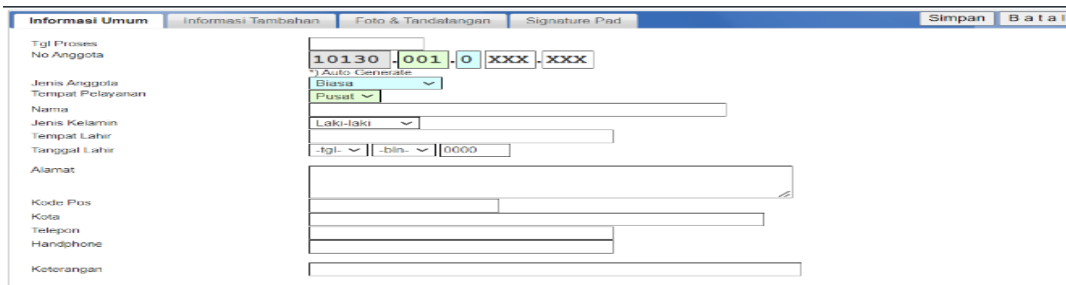 Informasi Umum Informasi Tambahan Foto & Tandatangan Signature Pad Simpan Batal
Tgl Proses
No Anggota 10130 . 001 . 0 XXX . XXX
*) Auto Generate
Jenis Anggota Biasa
Tempat Pelayanan Pusat
Nama
Jenis Kelamin Laki-laki
Tempat Lahir
Tanggal Lahir -tgl- -bln- 0000
Alamat
Kode Pos
Kota
Telepon
Handphone
Keterangan